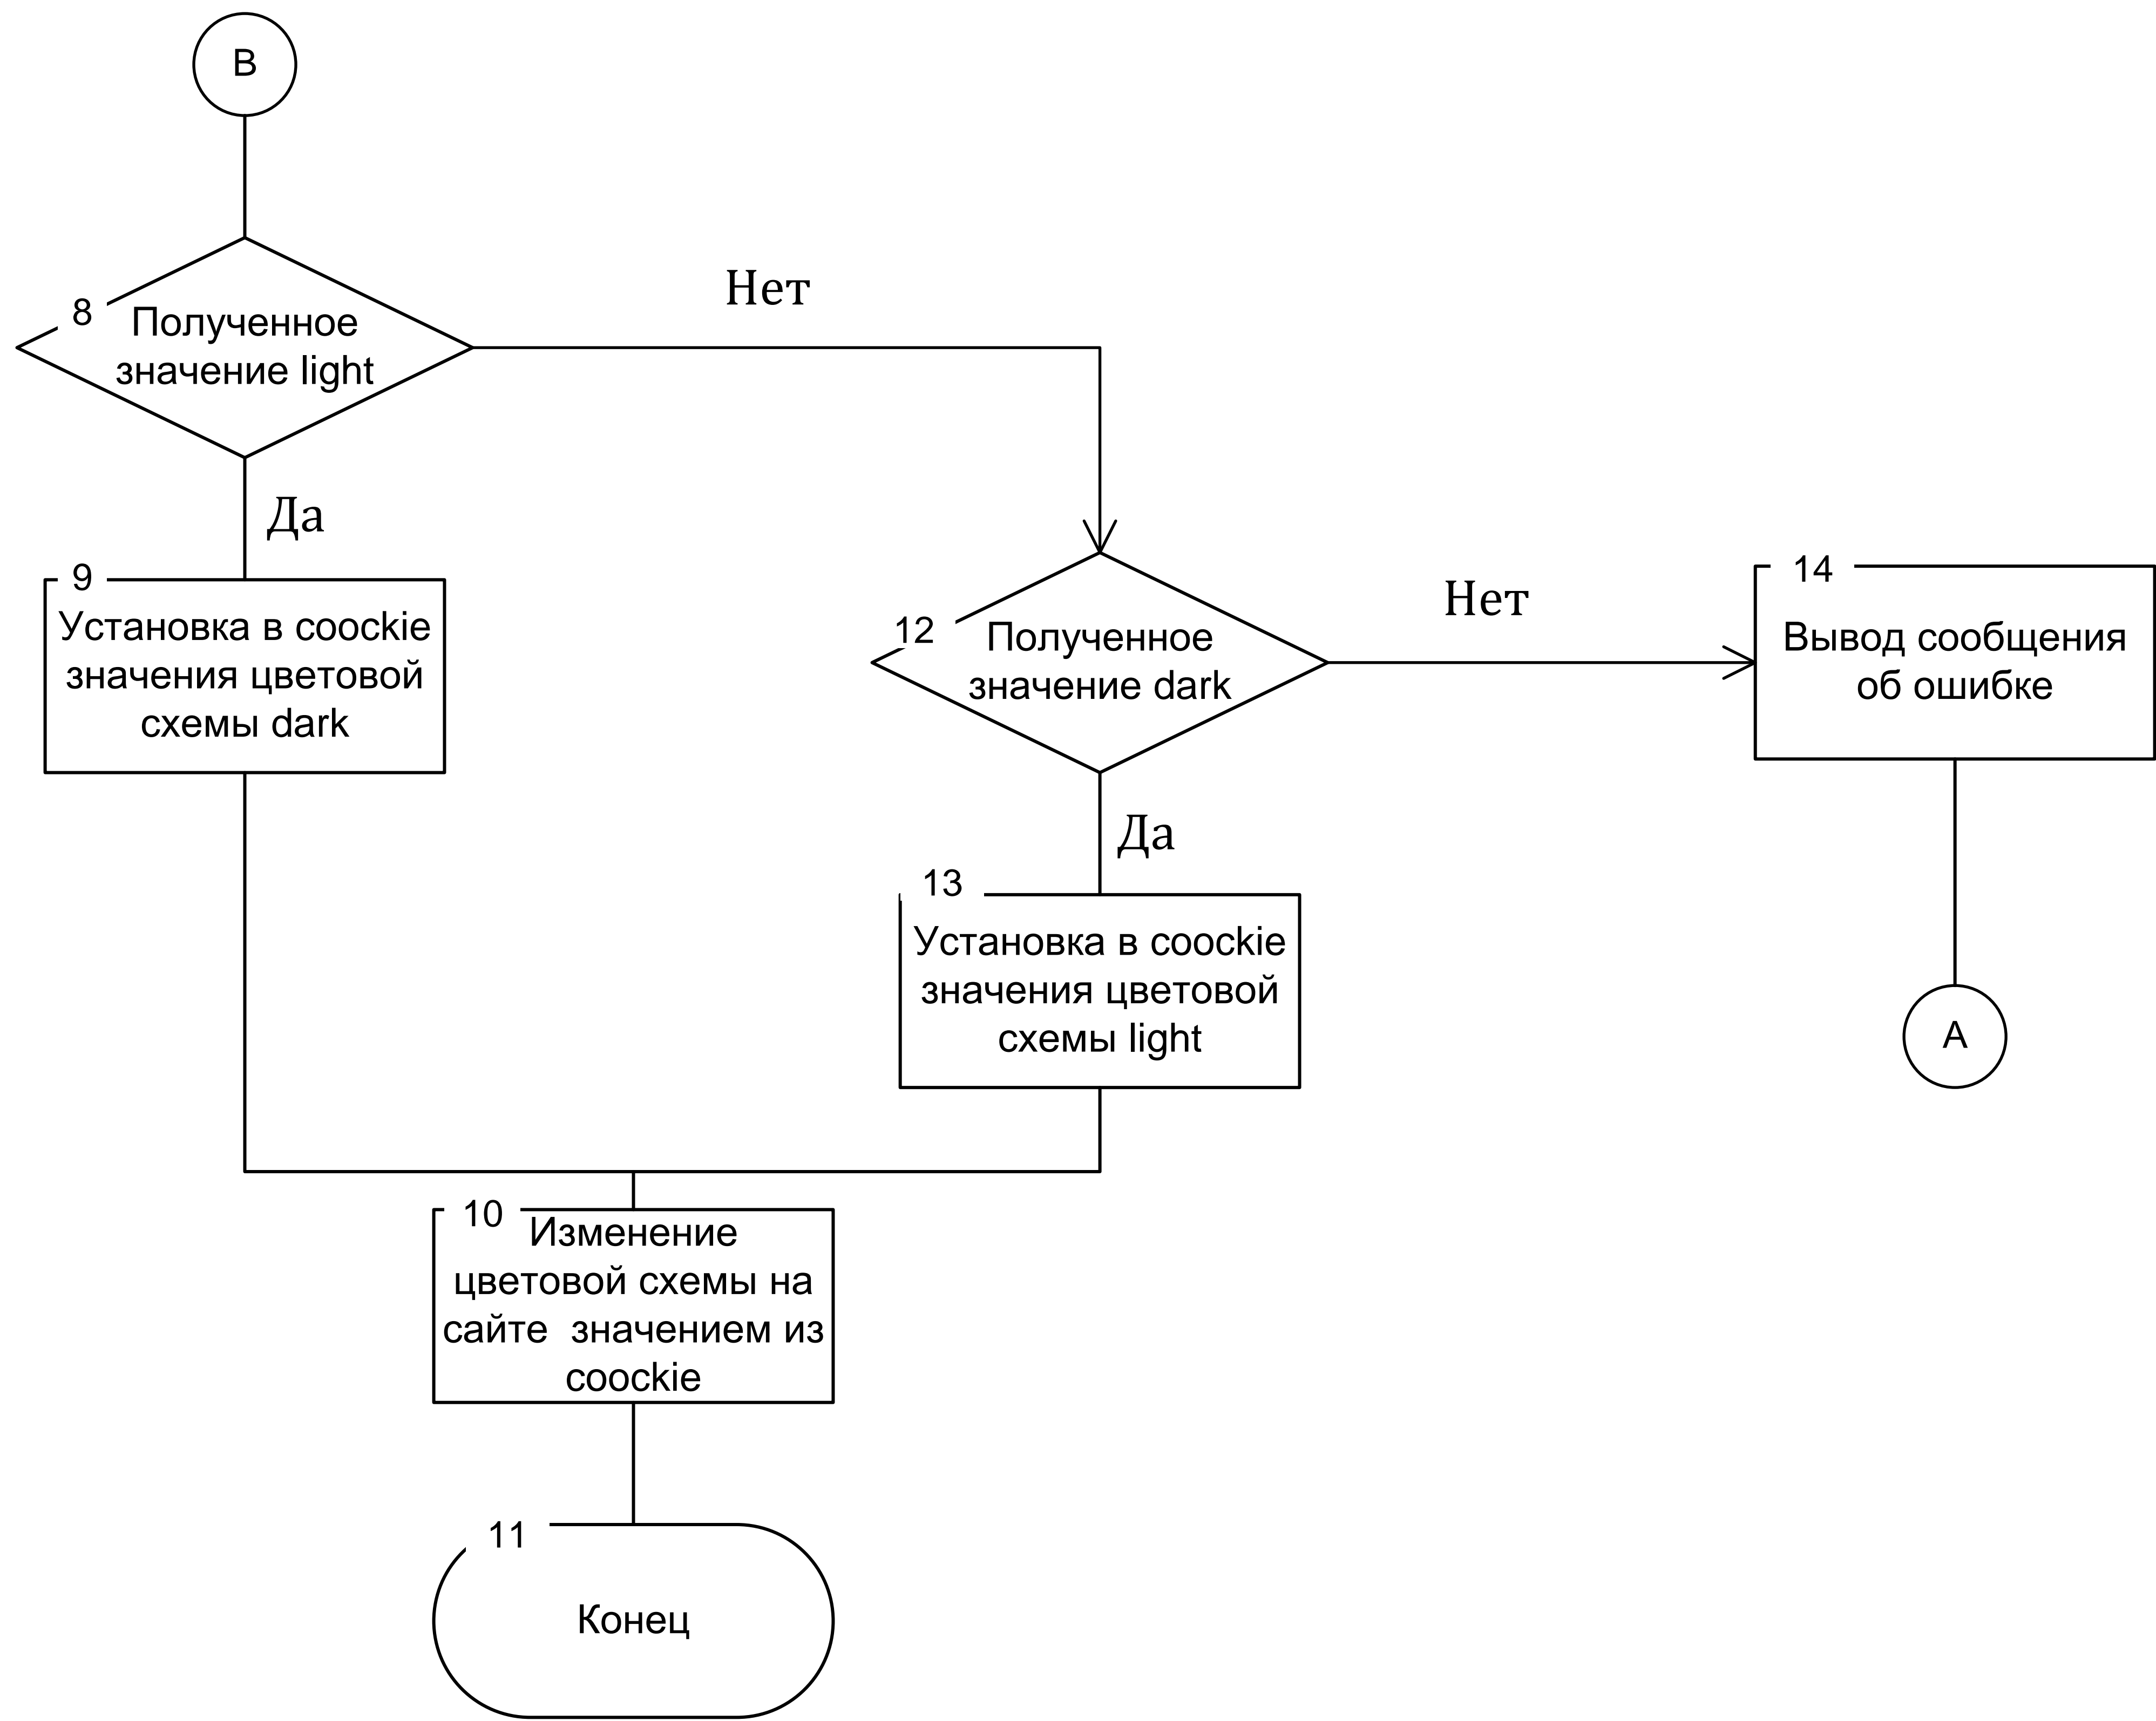 B
8
Полученное
значение light
Нет
Да
9
Установка в coockie
значения цветовой
схемы dark
12
Полученное
значение dark
Нет
14
Вывод сообщения
об ошибке
Да
13
Установка в coockie
значения цветовой
схемы light
A
10
Изменение
цветовой схемы на
сайте  значением из
coockie
11
Конец